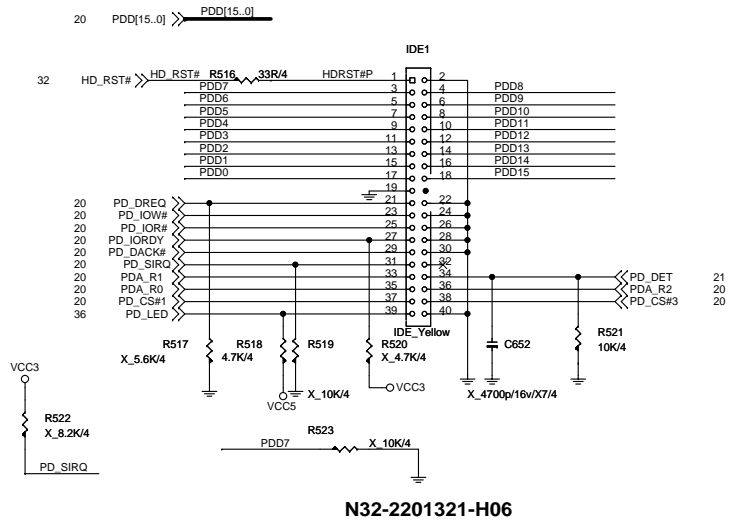 20 PDD[15..0] PDD[15..0]
IDE1
32 HD_RST# HD_RST# R516 33R/4 HDRST#P 1 2
PDD7 3 4 PDD8
PDD6 5 6 PDD9
PDD5 7 8 PDD10
PDD4 9 10 PDD11
PDD3 11 12 PDD12
PDD2 13 14 PDD13
PDD1 15 16 PDD14
PDD0 17 18 PDD15
19
20 PD_DREQ 21 22
20 PD_IOW# 23 24
20 PD_IOR# 25 26
20 PD_IORDY 27 28
20 PD_DACK# 29 30
20 PD_SIRQ 31 32
20 PDA_R1 33 34 PD_DET 21
20 PDA_R0 35 36 PDA_R2 20
20 PD_CS#1 37 38 PD_CS#3 20
36 PD_LED 39 40
IDE_Yellow
R517 R518 R519 R520 C652 R521
X_5.6K/4 4.7K/4 X_4.7K/4 10K/4
VCC3
VCC3
X_10K/4 X_4700p/16v/X7/4
VCC5
R522
X_8.2K/4
R523
PDD7 X_10K/4
PD_SIRQ
N32-2201321-H06